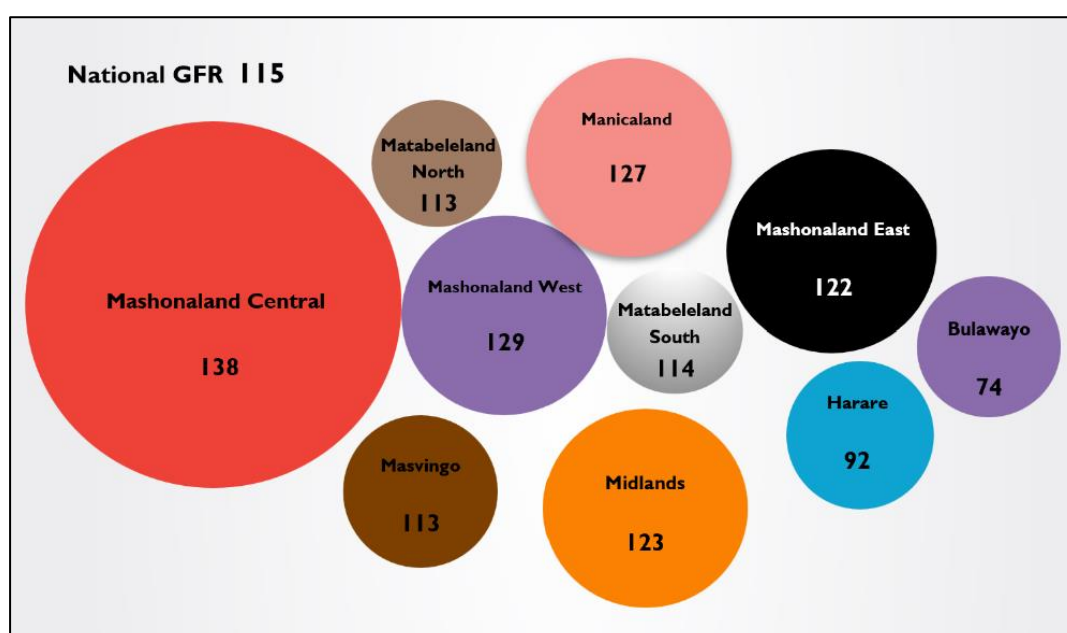 National GFR 115
Mashonaland Central
138
Matabeleland
North
113
Manicaland
127
Mashonaland West
129
Matabeleland
South
114
Mashonaland East
122
Bulawayo
74
Harare
92
Masvingo
113
Midlands
123